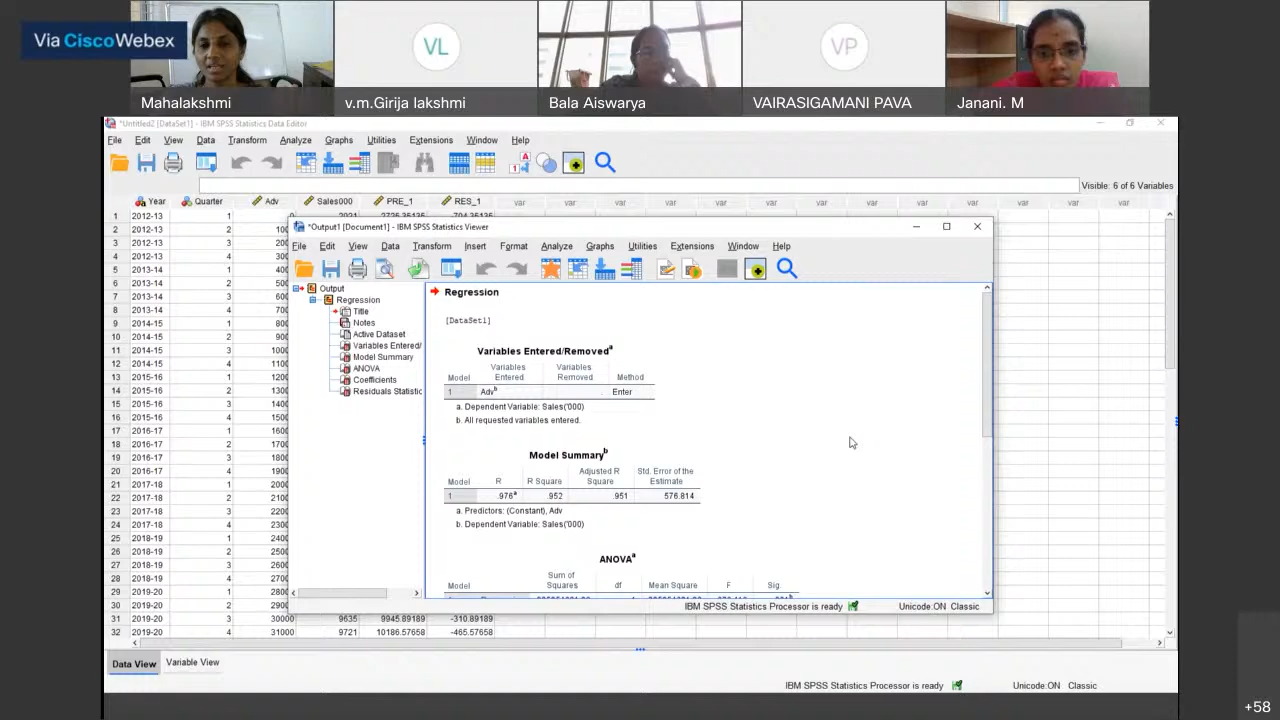 Via Cisco Webex
VL
VP
Mahalakshmi
v.m.Girija lakshmi
Bala Aiswarya
VAIRASIGAMANI PAVA
Janani. M
*Untitled2 [DataSet1] - IBM SPSS Statistics Data Editor
File Edit View Data Transform Analyze Graphs Utilities Extensions Window Help
Visible: 6 of 6 Variables
Year Quarter Adv Sales000 PRE_1 RES_1 var var var var var var var var var var var var var
1 2012-13 1
2 2012-13 2
3 2012-13 3
4 2012-13 4
5 2013-14 1
6 2013-14 2
7 2013-14 3
8 2013-14 4
9 2014-15 1
10 2014-15 2
11 2014-15 3
12 2014-15 4
13 2015-16 1
14 2015-16 2
15 2015-16 3
16 2015-16 4
17 2016-17 1
18 2016-17 2
19 2016-17 3
20 2016-17 4
21 2017-18 1
22 2017-18 2
23 2017-18 3
24 2017-18 4
25 2018-19 1
26 2018-19 2
27 2018-19 3
28 2018-19 4
29 2019-20 1
30 2019-20 2
31 2019-20 3 30000 9635 9945.89189 -310.89189
32 2019-20 4 31000 9721 10186.57658 -465.57658
*Output1 [Document1] - IBM SPSS Statistics Viewer
File Edit View Data Transform Insert Format Analyze Graphs Utilities Extensions Window Help
Output
Regression
Title
Notes
Active Dataset
Variables Entered/
Model Summary
ANOVA
Coefficients
Residuals Statistic
Regression
[DataSet1]
Variables Entered/Removed a
Model Variables Entered Variables Removed Method
1 Adv b . Enter
a. Dependent Variable: Sales('000)
b. All requested variables entered.
Model Summary b
Model R R Square Adjusted R Square Std. Error of the Estimate
1 .976 a .952 .951 576.814
a. Predictors: (Constant), Adv
b. Dependent Variable: Sales('000)
ANOVA a
Model Sum of Squares df Mean Square F Sig.
IBM SPSS Statistics Processor is ready Unicode:ON Classic
Data View Variable View
IBM SPSS Statistics Processor is ready Unicode:ON Classic
+58